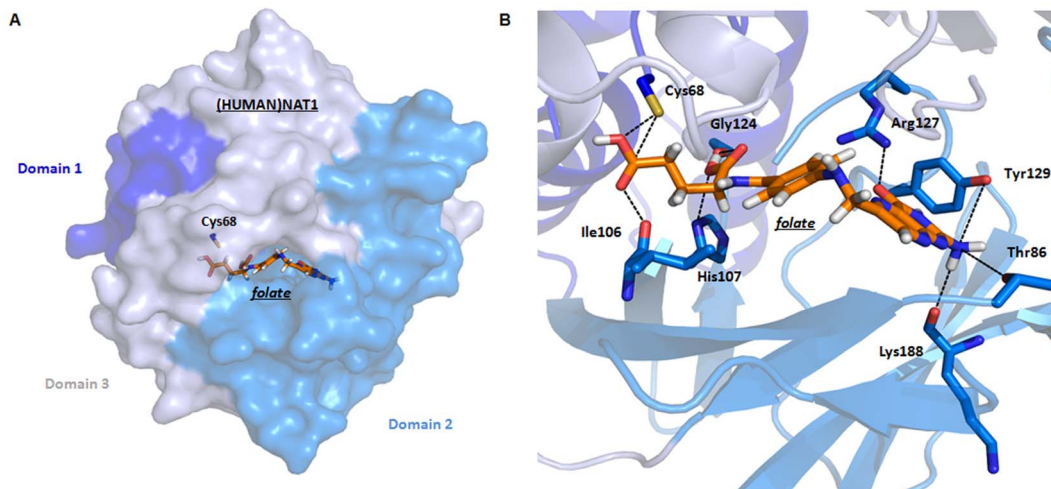 A
(HUMAN)NAT1
Domain 1
Cys68
folate
Domain 3
Domain 2
B
Cys68
Gly124
Arg127
Tyr129
folate
Ile106
His107
Thr86
Lys188